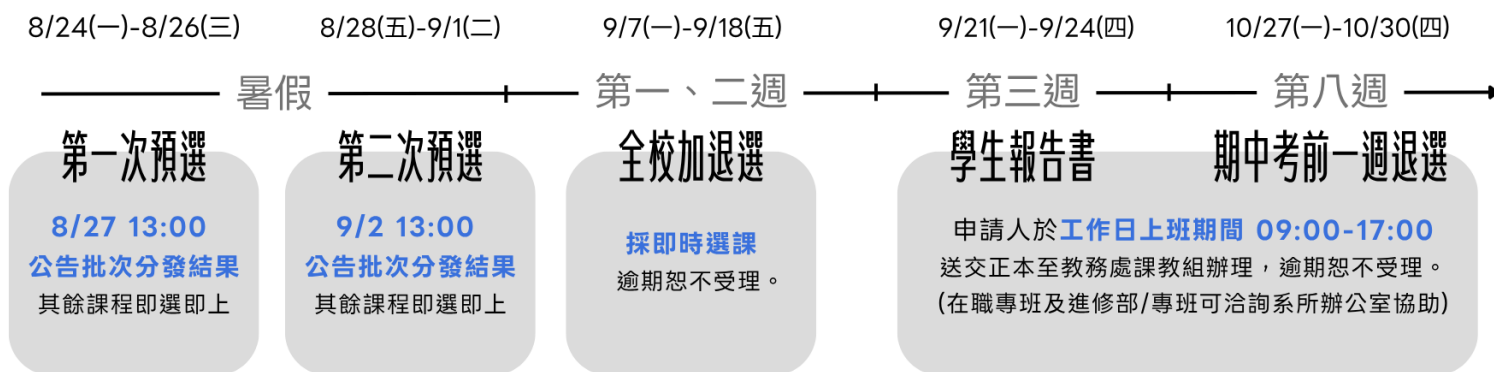 8/24(一)-8/26(三)
8/28(五)-9/1(二)
9/7(一)-9/18(五)
9/21(一)-9/24(四)
10/27(一)-10/30(四)
暑假
第一、二週
第三週
第八週
第一次預選
8/27 13:00
公告批次分發結果
其餘課程即選即上
第二次預選
9/2 13:00
公告批次分發結果
其餘課程即選即上
全校加退選
採即時選課
逾期恕不受理。
學生報告書
期中考前一週退選
申請人於工作日上班期間 09:00-17:00
送交正本至教務處課教組辦理，逾期恕不受理。
(在職專班及進修部/專班可洽詢系所辦公室協助)